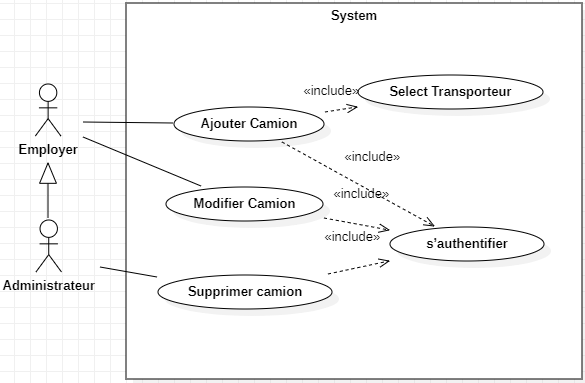 System
«include»
Select Transporteur
Ajouter Camion
Employer
«include»
«include»
Modifier Camion
«include»
s'authentifier
Administrateur
Supprimer camion